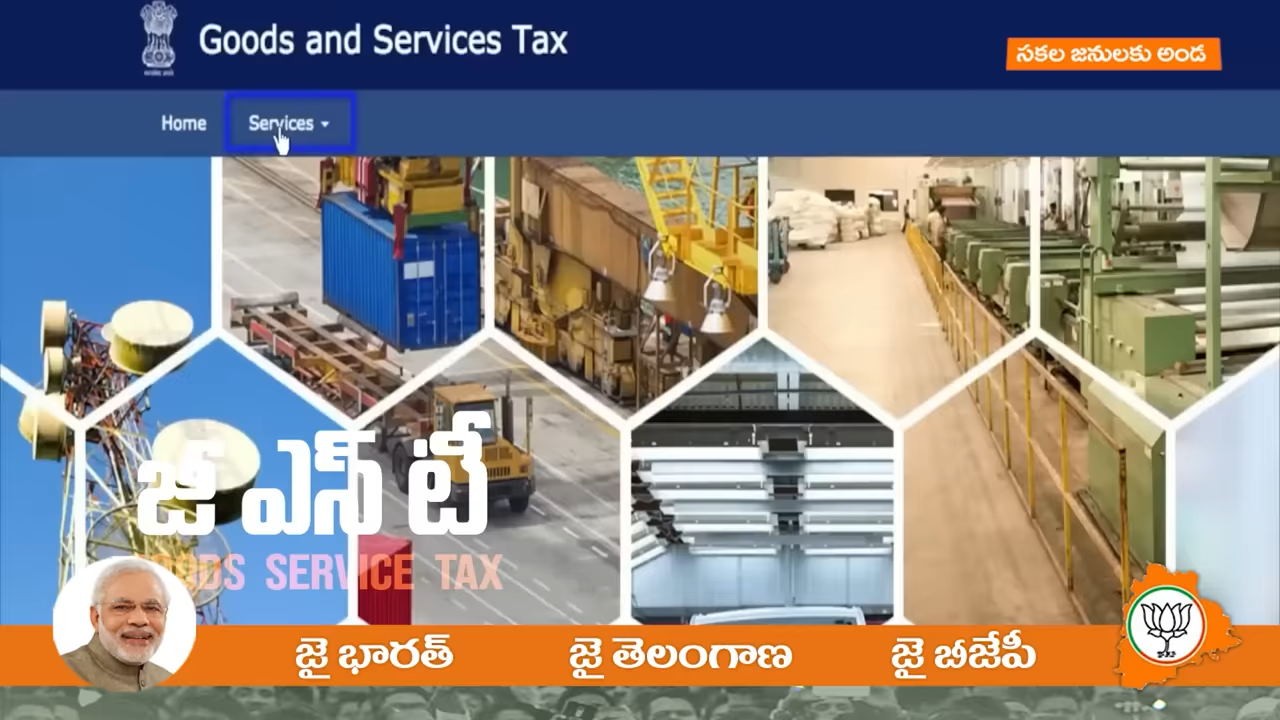 Goods and Services Tax
సకల జనులకు అండ
Home
Services
జీ ఎస్ టీ
GOODS SERVICE TAX
జై భారత్
జై తెలంగాణ
జై బీజేపీ